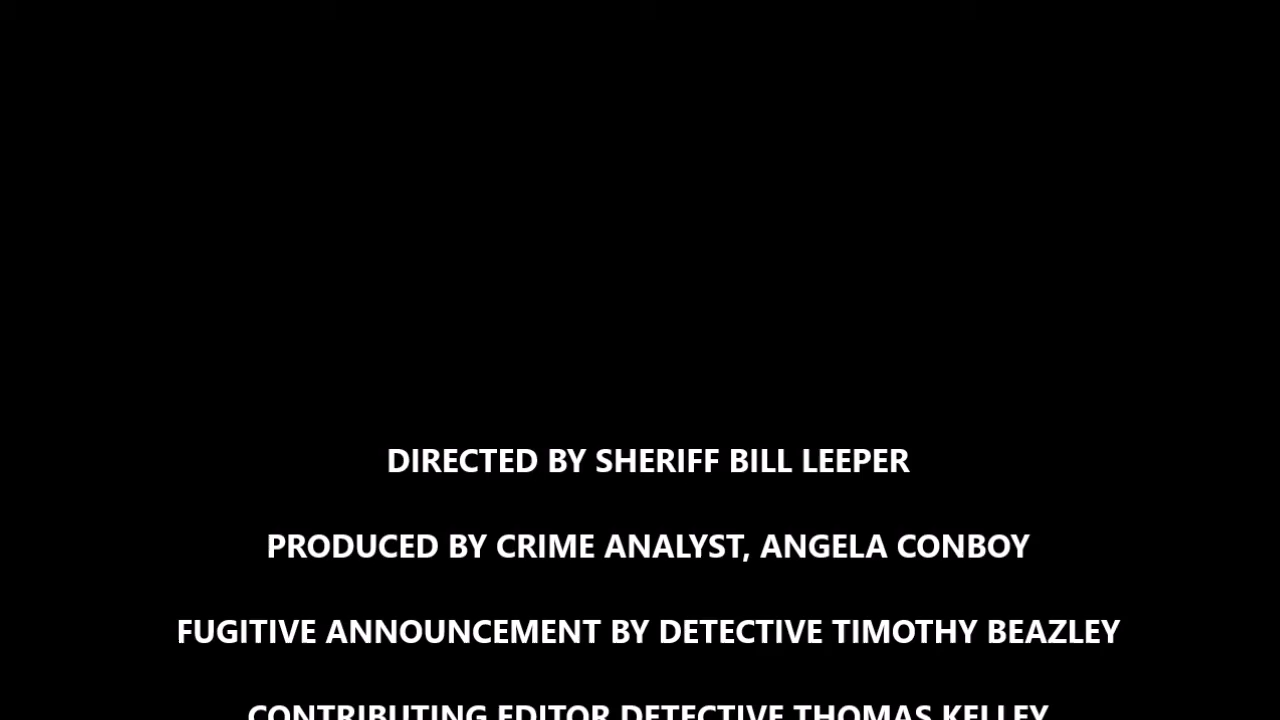 DIRECTED BY SHERIFF BILL LEEPER
PRODUCED BY CRIME ANALYST, ANGELA CONBOY
FUGITIVE ANNOUNCEMENT BY DETECTIVE TIMOTHY BEAZLEY
CONTRIBUTING EDITOR DETECTIVE THOMAS KELLEY